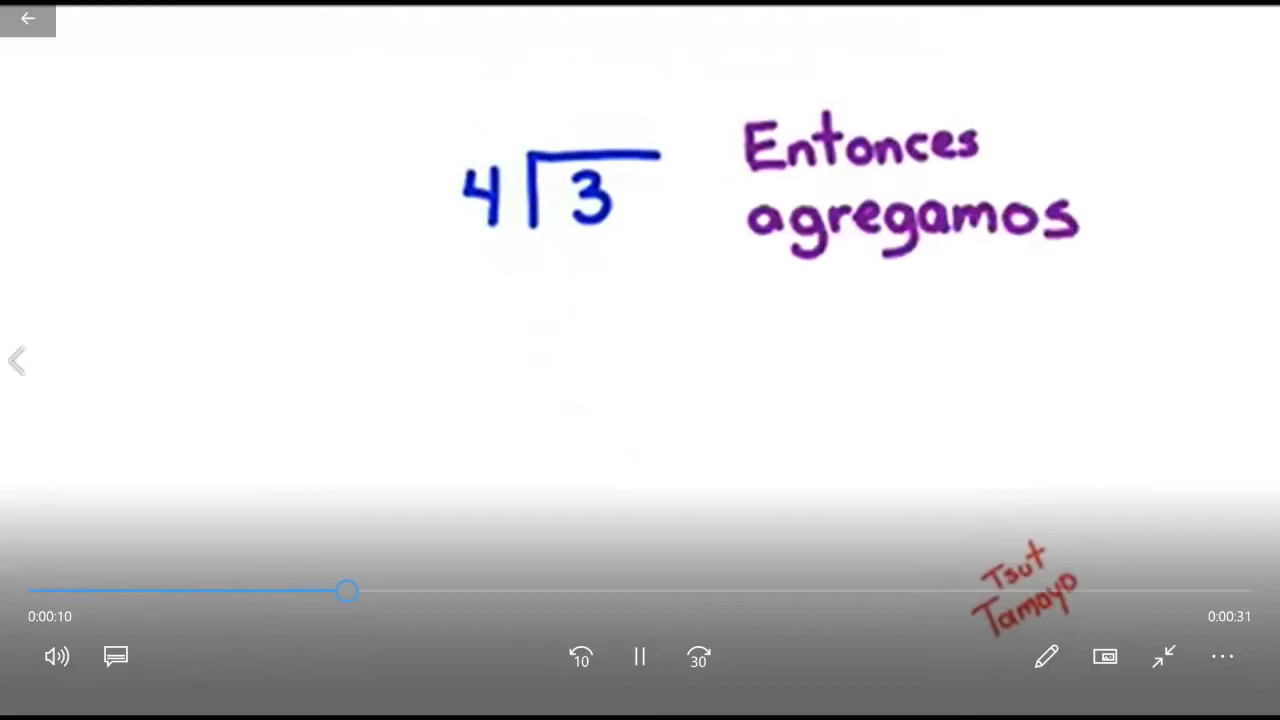 Entonces
4 3 agregamos
Tsut
Tamayo
0:00:10 0:00:31
10 30